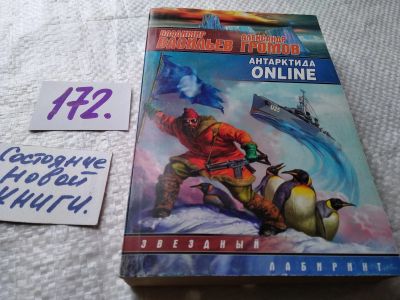 ВЛАДИМИР АЛЕКСАНДР
ВАСИЛЬЕВ ГРОМОВ
АНТАРКТИДА
ONLINE
172.
Состояние
новой
книги.
ЗВЕЗДНЫЙ
ЛАБИРИНТ